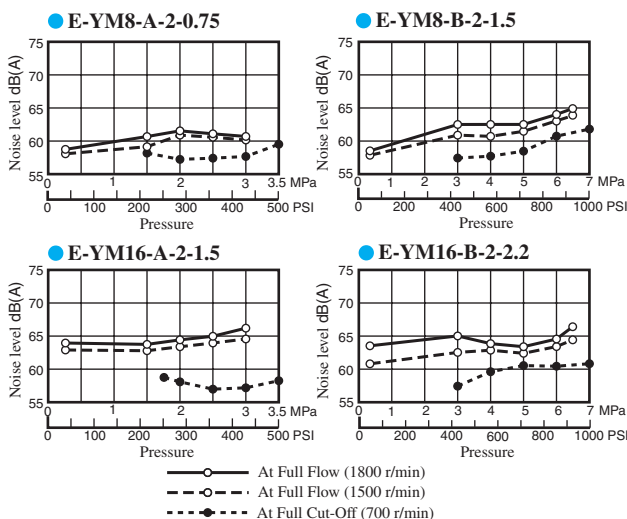 E-YM8-A-2-0.75
Noise level dB(A)
75
70
65
60
55
0 1 2 3 3.5 MPa
0 100 200 300 400 500 PSI
Pressure
E-YM8-B-2-1.5
Noise level dB(A)
75
70
65
60
55
0 1 2 3 4 5 6 7 MPa
0 200 400 600 800 1000 PSI
Pressure
E-YM16-A-2-1.5
Noise level dB(A)
75
70
65
60
55
0 1 2 3 3.5 MPa
0 100 200 300 400 500 PSI
Pressure
E-YM16-B-2-2.2
Noise level dB(A)
75
70
65
60
55
0 1 2 3 4 5 6 7 MPa
0 200 400 600 800 1000 PSI
Pressure
At Full Flow (1800 r/min)
At Full Flow (1500 r/min)
At Full Cut-Off (700 r/min)